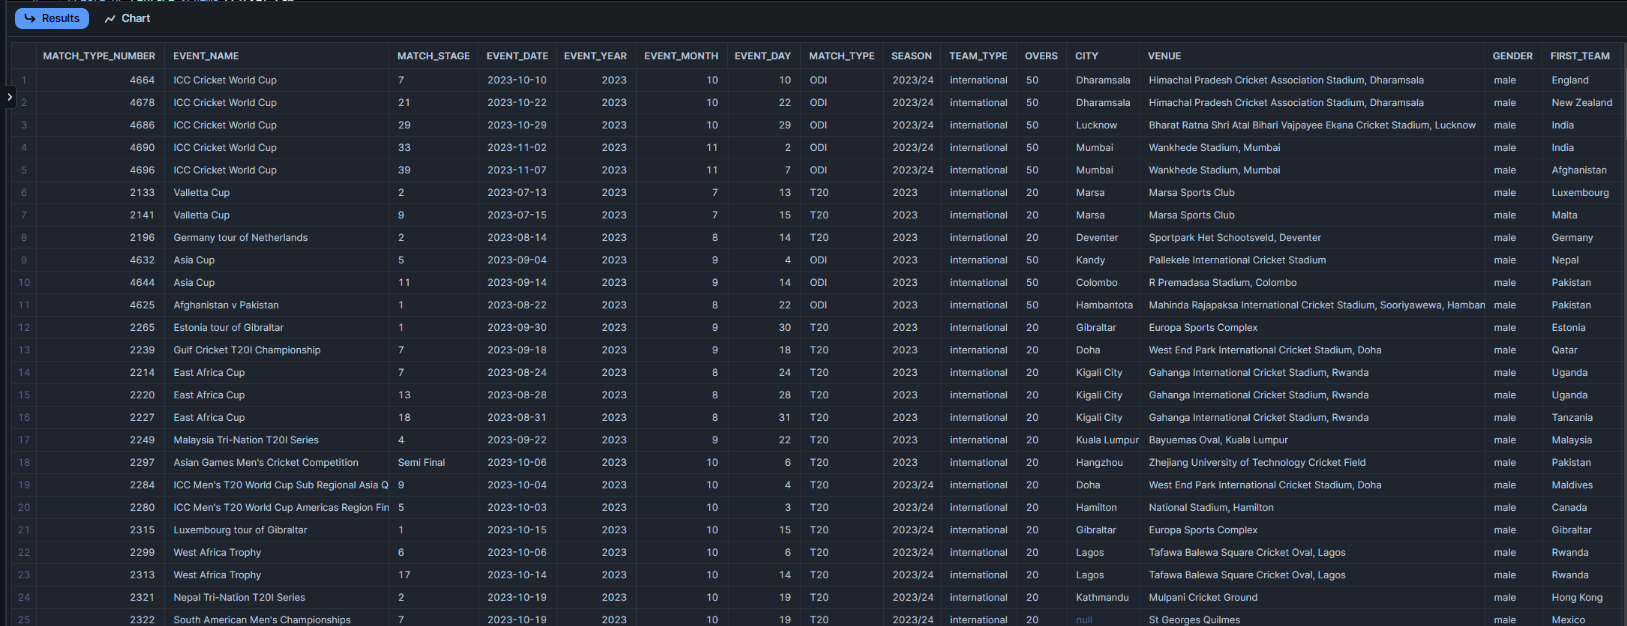 Results Chart
MATCH_TYPE_NUMBER EVENT_NAME MATCH_STAGE EVENT_DATE EVENT_YEAR EVENT_MONTH EVENT_DAY MATCH_TYPE SEASON TEAM_TYPE OVERS CITY VENUE GENDER FIRST_TEAM
1 4664 ICC Cricket World Cup 7 2023-10-10 2023 10 10 ODI 2023/24 international 50 Dharamsala Himachal Pradesh Cricket Association Stadium, Dharamsala male England
2 4678 ICC Cricket World Cup 21 2023-10-22 2023 10 22 ODI 2023/24 international 50 Dharamsala Himachal Pradesh Cricket Association Stadium, Dharamsala male New Zealand
3 4686 ICC Cricket World Cup 29 2023-10-29 2023 10 29 ODI 2023/24 international 50 Lucknow Bharat Ratna Shri Atal Bihari Vajpayee Ekana Cricket Stadium, Lucknow male India
4 4690 ICC Cricket World Cup 33 2023-11-02 2023 11 2 ODI 2023/24 international 50 Mumbai Wankhede Stadium, Mumbai male India
5 4696 ICC Cricket World Cup 39 2023-11-07 2023 11 7 ODI 2023/24 international 50 Mumbai Wankhede Stadium, Mumbai male Afghanistan
6 2133 Valletta Cup 2 2023-07-13 2023 7 13 T20 2023 international 20 Marsa Marsa Sports Club male Luxembourg
7 2141 Valletta Cup 9 2023-07-15 2023 7 15 T20 2023 international 20 Marsa Marsa Sports Club male Malta
8 2196 Germany tour of Netherlands 2 2023-08-14 2023 8 14 T20 2023 international 20 Deventer Sportpark Het Schootsveld, Deventer male Germany
9 4632 Asia Cup 5 2023-09-04 2023 9 4 ODI 2023 international 50 Kandy Pallekele International Cricket Stadium male Nepal
10 4644 Asia Cup 11 2023-09-14 2023 9 14 ODI 2023 international 50 Colombo R Premadasa Stadium, Colombo male Pakistan
11 4625 Afghanistan v Pakistan 1 2023-08-22 2023 8 22 ODI 2023 international 50 Hambantota Mahinda Rajapaksa International Cricket Stadium, Sooriyawewa, Hamban male Pakistan
12 2265 Estonia tour of Gibraltar 1 2023-09-30 2023 9 30 T20 2023 international 20 Gibraltar Europa Sports Complex male Estonia
13 2239 Gulf Cricket T20I Championship 7 2023-09-18 2023 9 18 T20 2023 international 20 Doha West End Park International Cricket Stadium, Doha male Qatar
14 2214 East Africa Cup 7 2023-08-24 2023 8 24 T20 2023 international 20 Kigali City Gahanga International Cricket Stadium, Rwanda male Uganda
15 2220 East Africa Cup 13 2023-08-28 2023 8 28 T20 2023 international 20 Kigali City Gahanga International Cricket Stadium, Rwanda male Uganda
16 2227 East Africa Cup 18 2023-08-31 2023 8 31 T20 2023 international 20 Kigali City Gahanga International Cricket Stadium, Rwanda male Tanzania
17 2249 Malaysia Tri-Nation T20I Series 4 2023-09-22 2023 9 22 T20 2023 international 20 Kuala Lumpur Bayuemas Oval, Kuala Lumpur male Malaysia
18 2297 Asian Games Men's Cricket Competition Semi Final 2023-10-06 2023 10 6 T20 2023 international 20 Hangzhou Zhejiang University of Technology Cricket Field male Pakistan
19 2284 ICC Men's T20 World Cup Sub Regional Asia Q 9 2023-10-04 2023 10 4 T20 2023/24 international 20 Doha West End Park International Cricket Stadium, Doha male Maldives
20 2280 ICC Men's T20 World Cup Americas Region Fin 5 2023-10-03 2023 10 3 T20 2023/24 international 20 Hamilton National Stadium, Hamilton male Canada
21 2315 Luxembourg tour of Gibraltar 1 2023-10-15 2023 10 15 T20 2023/24 international 20 Gibraltar Europa Sports Complex male Gibraltar
22 2299 West Africa Trophy 6 2023-10-06 2023 10 6 T20 2023/24 international 20 Lagos Tafawa Balewa Square Cricket Oval, Lagos male Rwanda
23 2313 West Africa Trophy 17 2023-10-14 2023 10 14 T20 2023/24 international 20 Lagos Tafawa Balewa Square Cricket Oval, Lagos male Rwanda
24 2321 Nepal Tri-Nation T20I Series 2 2023-10-19 2023 10 19 T20 2023/24 international 20 Kathmandu Mulpani Cricket Ground male Hong Kong
25 2322 South American Men's Championships 7 2023-10-19 2023 10 19 T20 2023/24 international 20 null St Georges Quilmes male Mexico